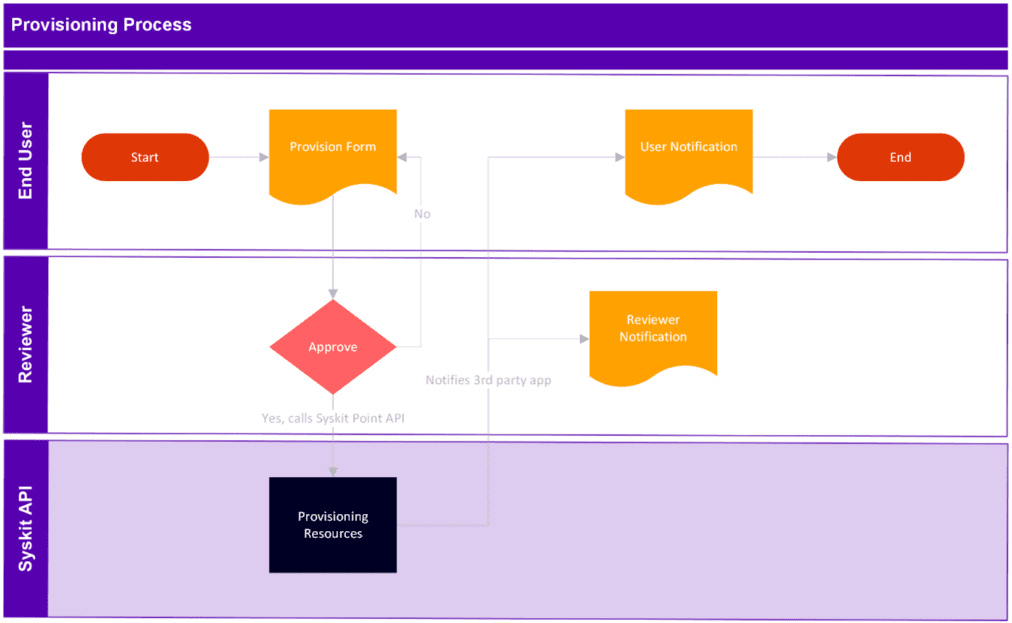 Provisioning Process
End User
Start
Provision Form
User Notification
End
No
Reviewer
Approve
Reviewer
Notification
Notifies 3rd party app
Yes, calls Syskit Point API
Syskit API
Provisioning
Resources